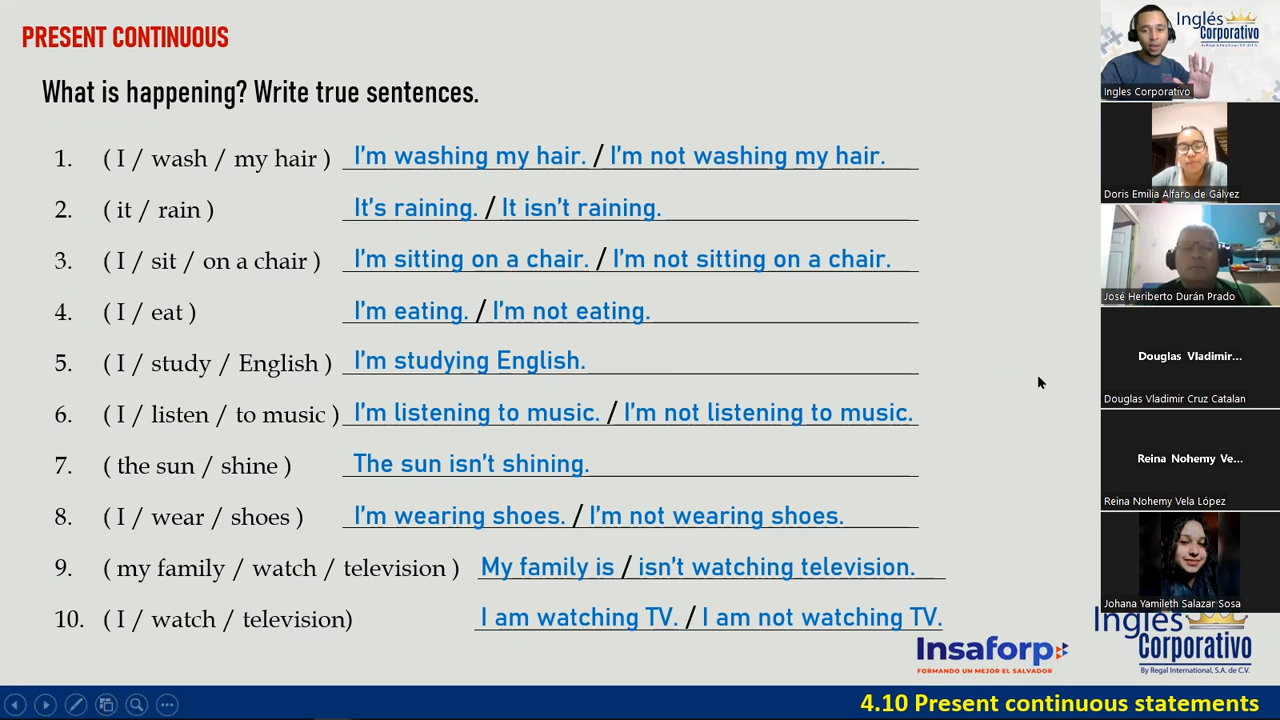 PRESENT CONTINUOUS
What is happening? Write true sentences.
1. ( I / wash / my hair ) I'm washing my hair. / I'm not washing my hair.
2. ( it / rain ) It's raining. / It isn't raining.
3. ( I / sit / on a chair ) I'm sitting on a chair. / I'm not sitting on a chair.
4. ( I / eat ) I'm eating. / I'm not eating.
5. ( I / study / English ) I'm studying English.
6. ( I / listen / to music ) I'm listening to music. / I'm not listening to music.
7. ( the sun / shine ) The sun isn't shining.
8. ( I / wear / shoes ) I'm wearing shoes. / I'm not wearing shoes.
9. ( my family / watch / television ) My family is / isn't watching television.
10. ( I / watch / television) I am watching TV. / I am not watching TV.
Insaforp
FORMANDO UN MEJOR EL SALVADOR
Inglés
Corporativo
By Regal International, S.A. de C.V.
4.10 Present continuous statements
Inglés
Corporativo
Ingles Corporativo
Doris Emilia Alfaro de Gálvez
José Heriberto Durán Prado
Douglas Vladimir...
Douglas Vladimir Cruz Catalan
Reina Nohemy Ve...
Reina Nohemy Vela López
Johana Yamileth Salazar Sosa